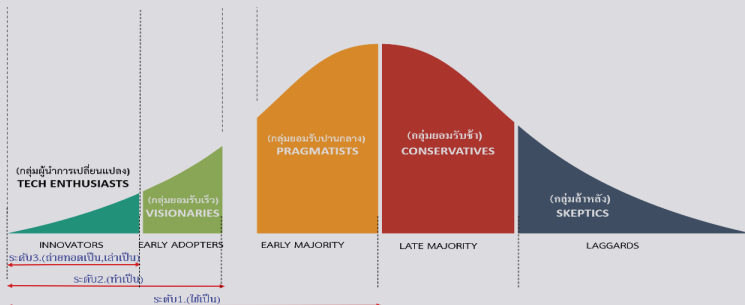 (กลุ่มผู้นำการเปลี่ยนแปลง)
TECH ENTHUSIASTS
(กลุ่มยอมรับเร็ว)
VISIONARIES
(กลุ่มยอมรับปานกลาง)
PRAGMATISTS
(กลุ่มยอมรับช้า)
CONSERVATIVES
(กลุ่มล้าหลัง)
SKEPTICS
INNOVATORS
EARLY ADOPTERS
EARLY MAJORITY
LATE MAJORITY
LAGGARDS
ระดับ3.(ถ่ายทอดเป็น,เล่าเป็น)
ระดับ2.(ทำเป็น)
ระดับ1.(ใช้เป็น)